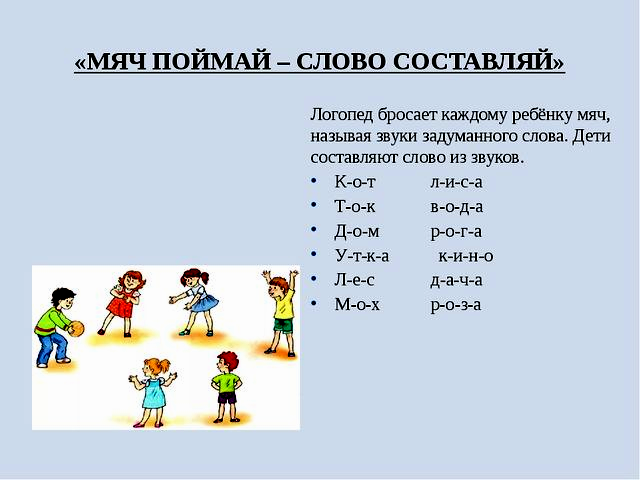 «МЯЧ ПОЙМАЙ – СЛОВО СОСТАВЛЯЙ»
Логопед бросает каждому ребёнку мяч,
называя звуки задуманного слова. Дети
составляют слово из звуков.
• К-о-т л-и-с-а
• Т-о-к в-о-д-а
• Д-о-м р-о-г-а
• У-т-к-а к-и-н-о
• Л-е-с д-а-ч-а
• М-о-х р-о-з-а